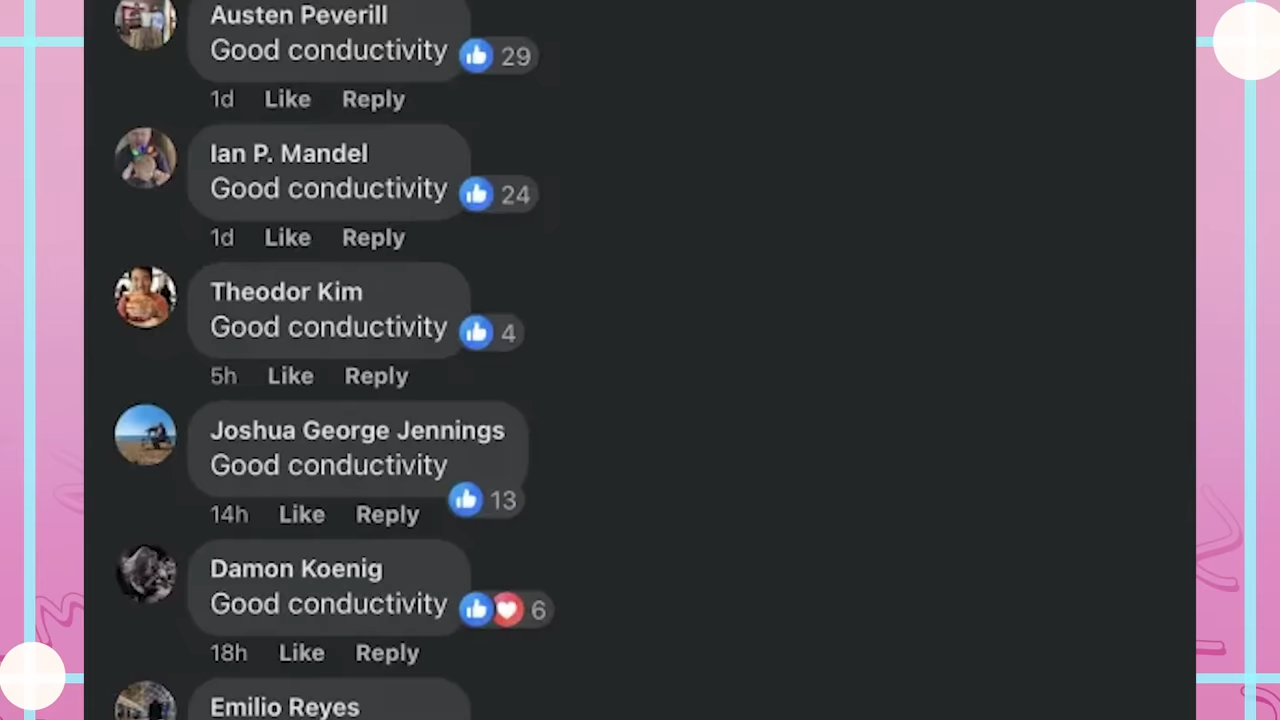 Austen Peverill
Good conductivity 29
1d Like Reply
Ian P. Mandel
Good conductivity 24
1d Like Reply
Theodor Kim
Good conductivity 4
5h Like Reply
Joshua George Jennings
Good conductivity
13
14h Like Reply
Damon Koenig
Good conductivity 6
18h Like Reply
Emilio Reyes